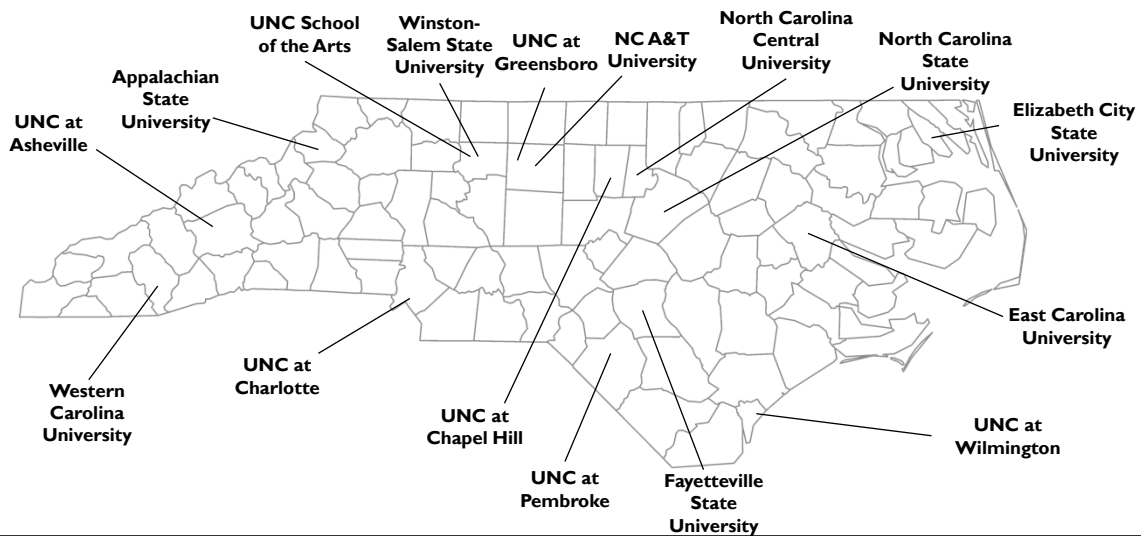 UNC School
of the Arts
Winston-
Salem State
University
UNC at
Greensboro
NC A&T
University
North Carolina
Central
University
North Carolina
State
University
Appalachian
State
University
UNC at
Asheville
Elizabeth City
State
University
East Carolina
University
UNC at
Charlotte
Western
Carolina
University
UNC at
Chapel Hill
UNC at
Wilmington
UNC at
Pembroke
Fayetteville
State
University